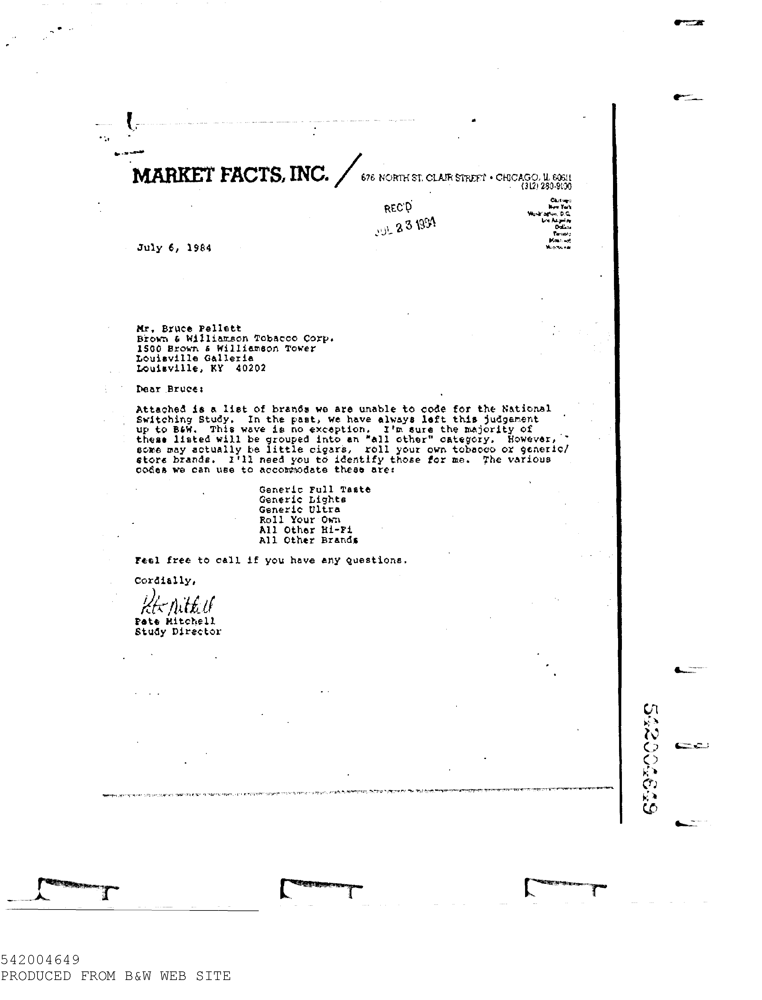 MARKET FACTS, INC.
676 NORTH ST. CLAIR STREET • CHICAGO, IL 60611
(312) 280-9100
Chicago
New York
Washington, D.C.
Los Angeles
Dallas
Toronto
Montreal
Vancouver
REC'D
JUL 23 1984
July 6, 1984
Mr. Bruce Pellett
Brown & Williamson Tobacco Corp.
1500 Brown & Williamson Tower
Louisville Galleria
Louisville, KY 40202
Dear Bruce:
Attached is a list of brands we are unable to code for the National
Switching Study. In the past, we have always left this judgement
up to B&W. This wave is no exception. I'm sure the majority of
these listed will be grouped into an "all other" category. However,
some may actually be little cigars, roll your own tobacco or generic/
store brands. I'll need you to identify those for me. The various
codes we can use to accommodate these are:
Generic Full Taste
Generic Lights
Generic Ultra
Roll Your Own
All Other Hi-Fi
All Other Brands
Feel free to call if you have any questions.
Cordially,
Pete Mitchell
Pete Mitchell
Study Director
542004649
542004649
PRODUCED FROM B&W WEB SITE